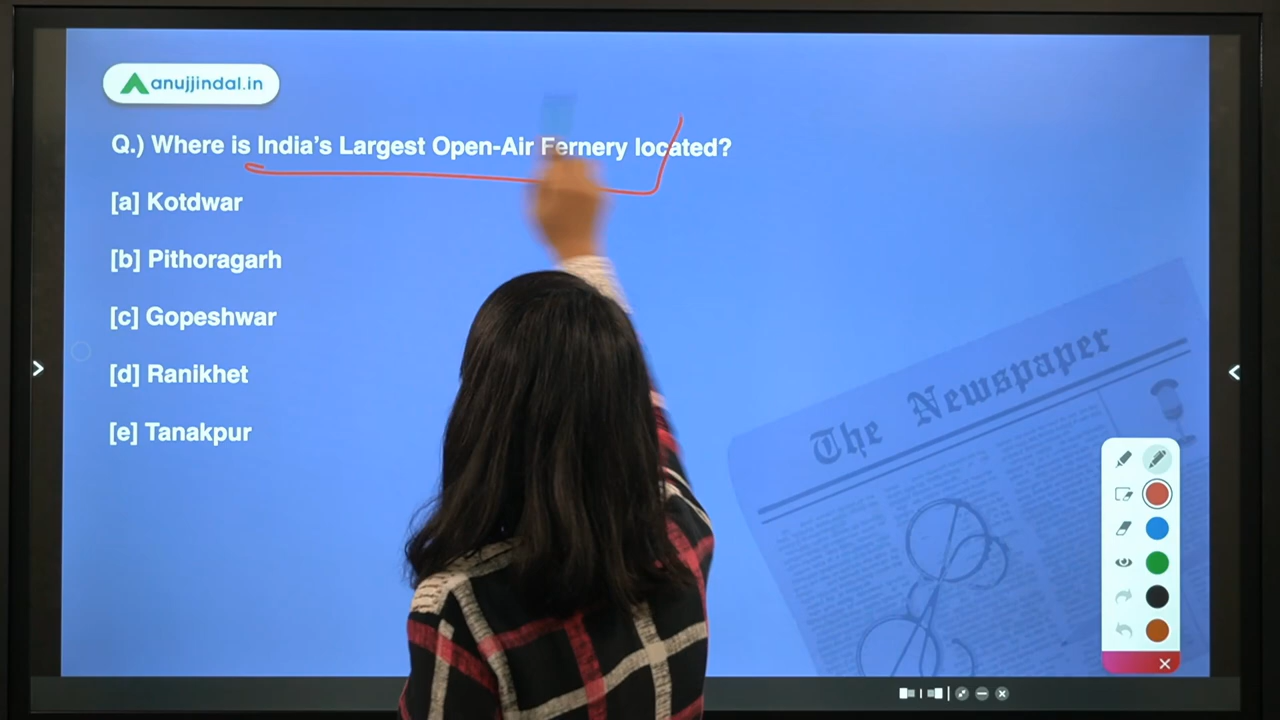 anujjindal.in
Q.) Where is India's Largest Open-Air Fernery located?
[a] Kotdwar
[b] Pithoragarh
[c] Gopeshwar
[d] Ranikhet
[e] Tanakpur
The Newspaper